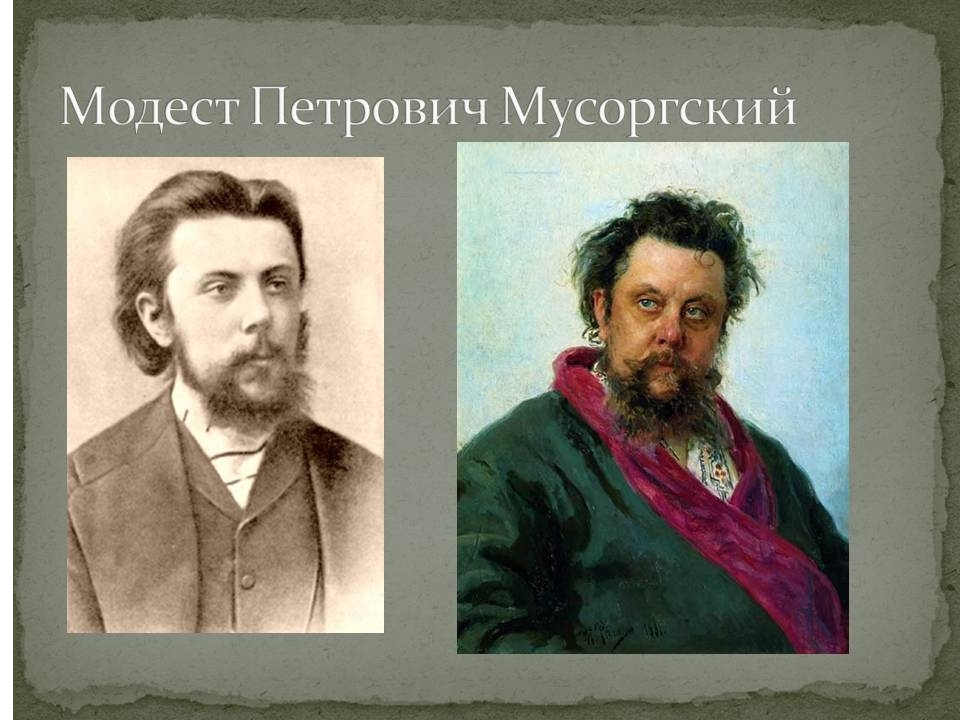 Модест Петрович Мусоргский